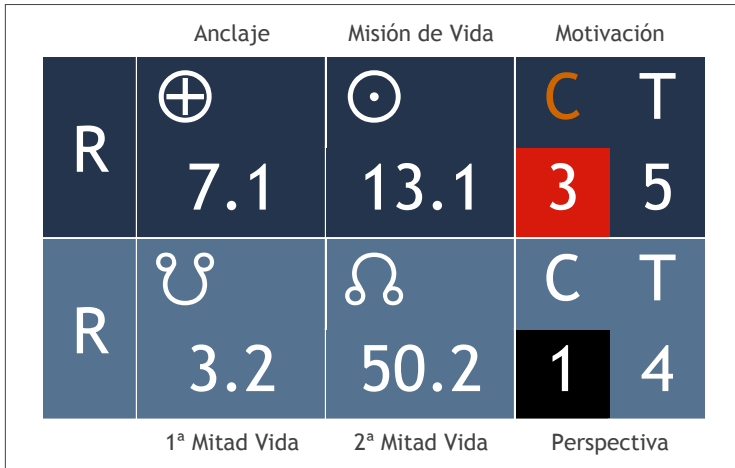 Anclaje Misión de Vida Motivación
R ⊕ ☉ C T
7.1 13.1 3 5
R ☋ ☊ C T
3.2 50.2 1 4
1ª Mitad Vida 2ª Mitad Vida Perspectiva